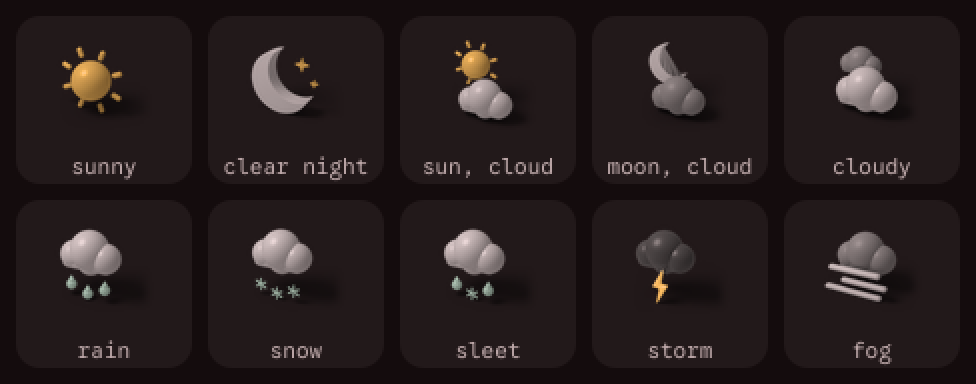 sunny
clear night
sun, cloud
moon, cloud
cloudy
rain
snow
sleet
storm
fog